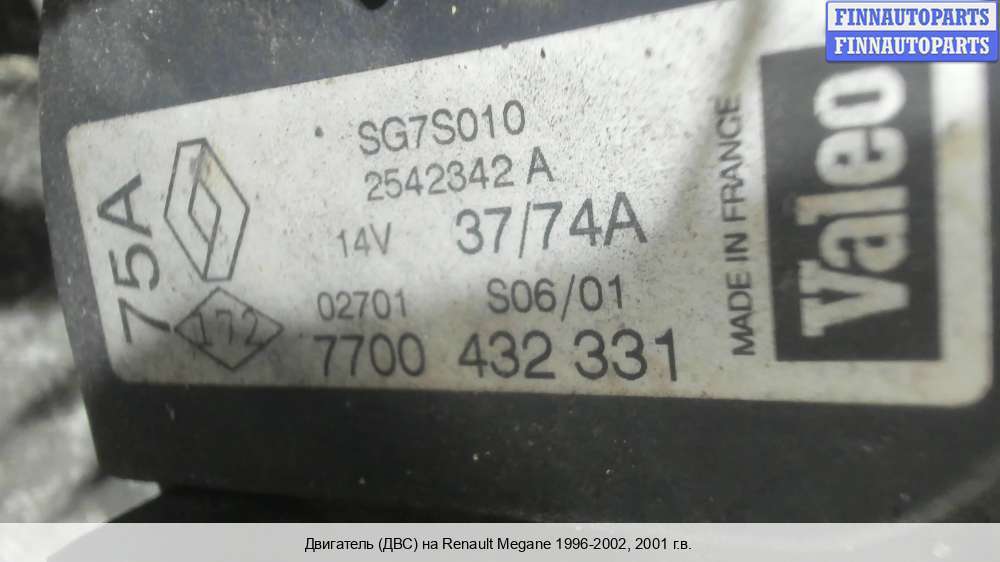 FINNAUTOPARTS
FINNAUTOPARTS
SG7S010
2542342 A
75A
14V 37/74A
02701 S06/01
172
7700 432 331
MADE IN FRANCE
Valeo
Двигатель (ДВС) на Renault Megane 1996-2002, 2001 г.в.